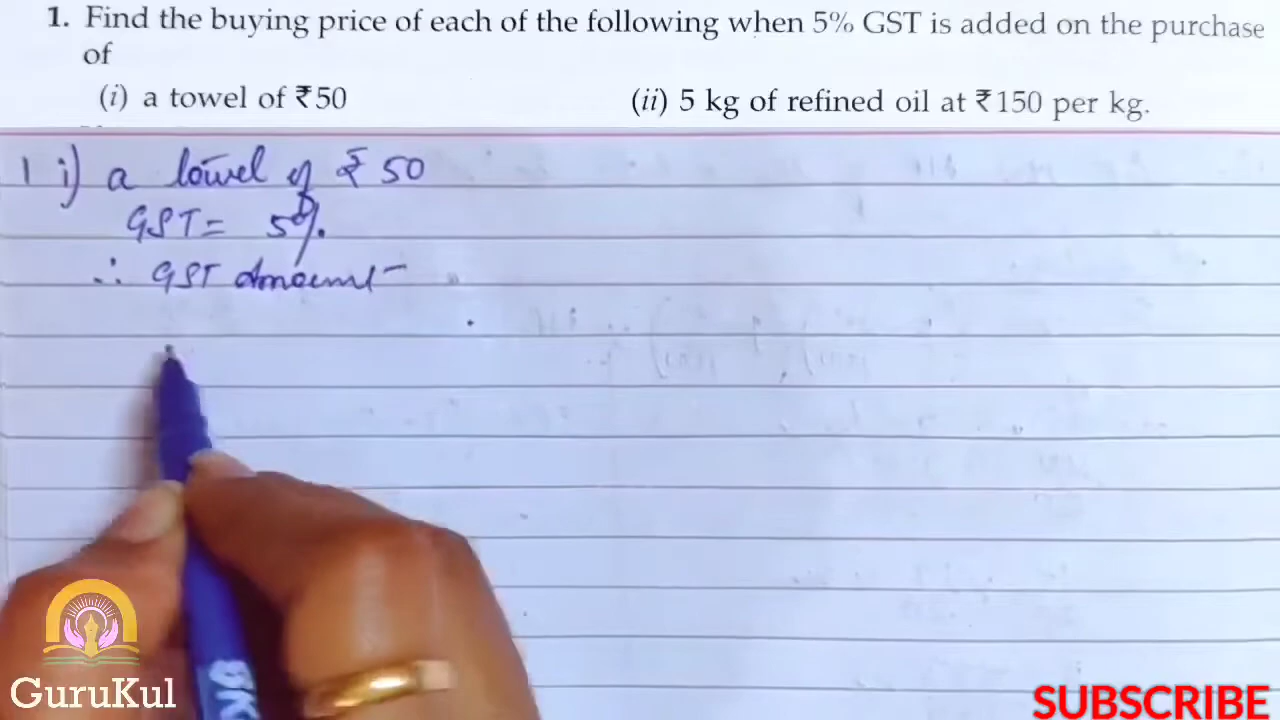 1. Find the buying price of each of the following when 5% GST is added on the purchase
of
(i) a towel of ₹50 (ii) 5 kg of refined oil at ₹150 per kg.
1 i) a towel of ₹ 50
GST = 5%.
∴ GST Amount
GuruKul
SUBSCRIBE